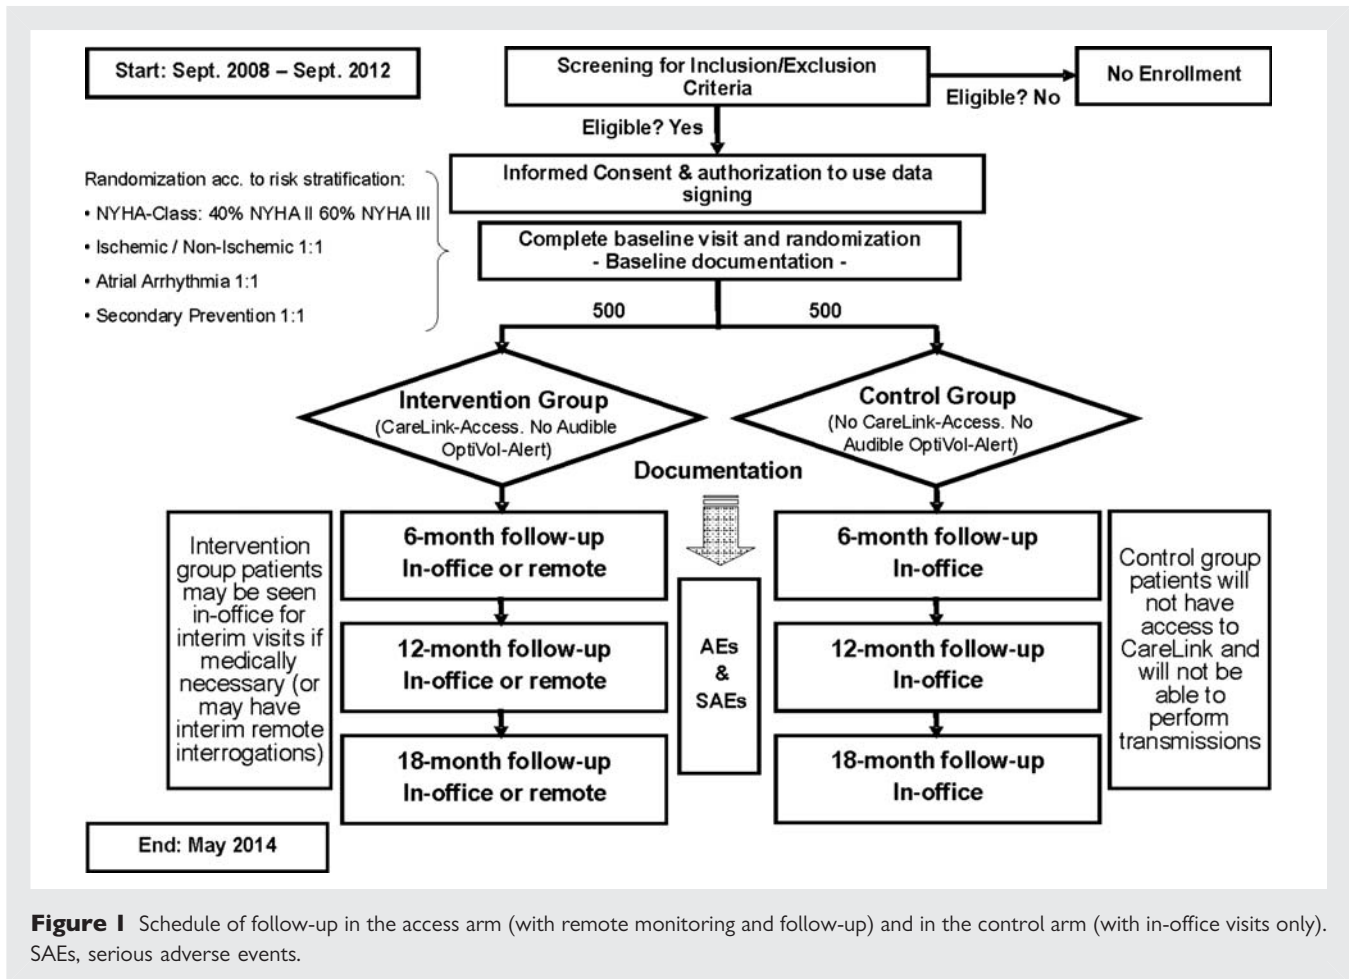 Start: Sept. 2008 – Sept. 2012
Screening for Inclusion/Exclusion
Criteria
Eligible? No
No Enrollment
Eligible? Yes
Informed Consent & authorization to use data
signing
Randomization acc. to risk stratification:
• NYHA-Class: 40% NYHA II 60% NYHA III
• Ischemic / Non-Ischemic 1:1
• Atrial Arrhythmia 1:1
• Secondary Prevention 1:1
Complete baseline visit and randomization
- Baseline documentation -
500
500
Intervention Group
(CareLink-Access. No Audible
OptiVol-Alert)
Control Group
(No CareLink-Access. No
Audible OptiVol-Alert)
Documentation
Intervention
group patients
may be seen
in-office for
interim visits if
medically
necessary (or
may have
interim remote
interrogations)
6-month follow-up
In-office or remote
12-month follow-up
In-office or remote
18-month follow-up
In-office or remote
AEs
&
SAEs
6-month follow-up
In-office
12-month follow-up
In-office
18-month follow-up
In-office
Control group
patients will
not have
access to
CareLink and
will not be
able to
perform
transmissions
End: May 2014
Figure 1 Schedule of follow-up in the access arm (with remote monitoring and follow-up) and in the control arm (with in-office visits only).
SAEs, serious adverse events.